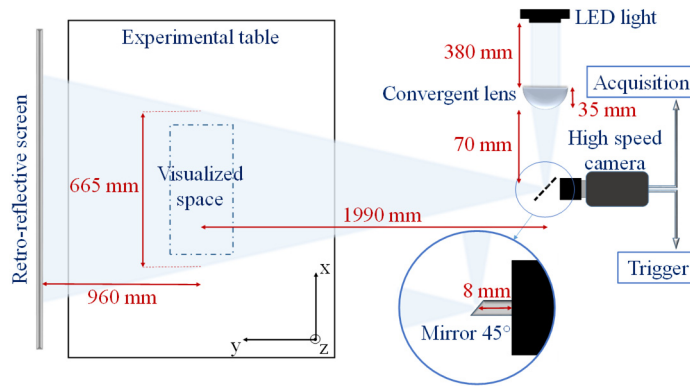 LED light
Experimental table
380 mm
Acquisition
Convergent lens
35 mm
High speed
camera
70 mm
Retro-reflective screen
Visualized
space
665 mm
1990 mm
960 mm
x
y
z
8 mm
Mirror 45°
Trigger